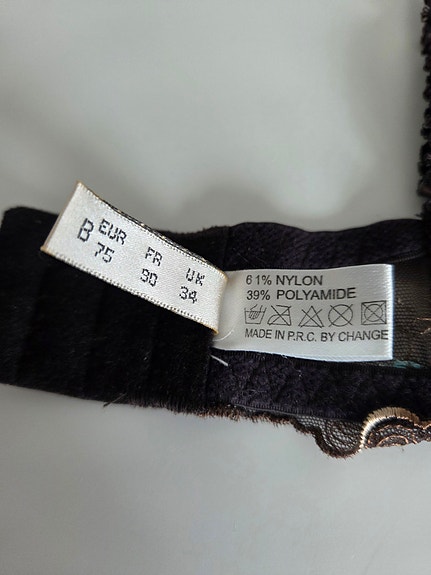 B EUR FR UK
75 90 34
61% NYLON
39% POLYAMIDE
MADE IN P.R.C. BY CHANGE